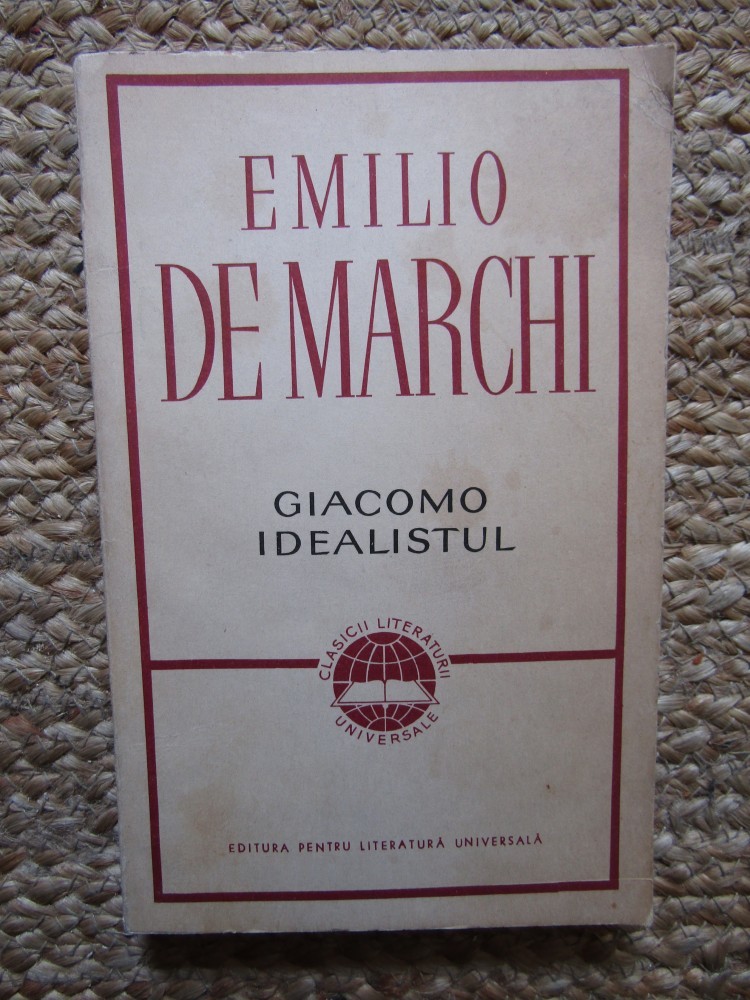 EMILIO
DE MARCHI
GIACOMO
IDEALISTUL
CLASICII LITERATURII
UNIVERSALE
EDITURA PENTRU LITERATURĂ UNIVERSALĂ